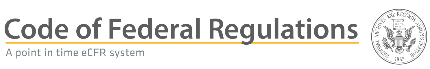 Code of Federal Regulations
A point in time eCFR system